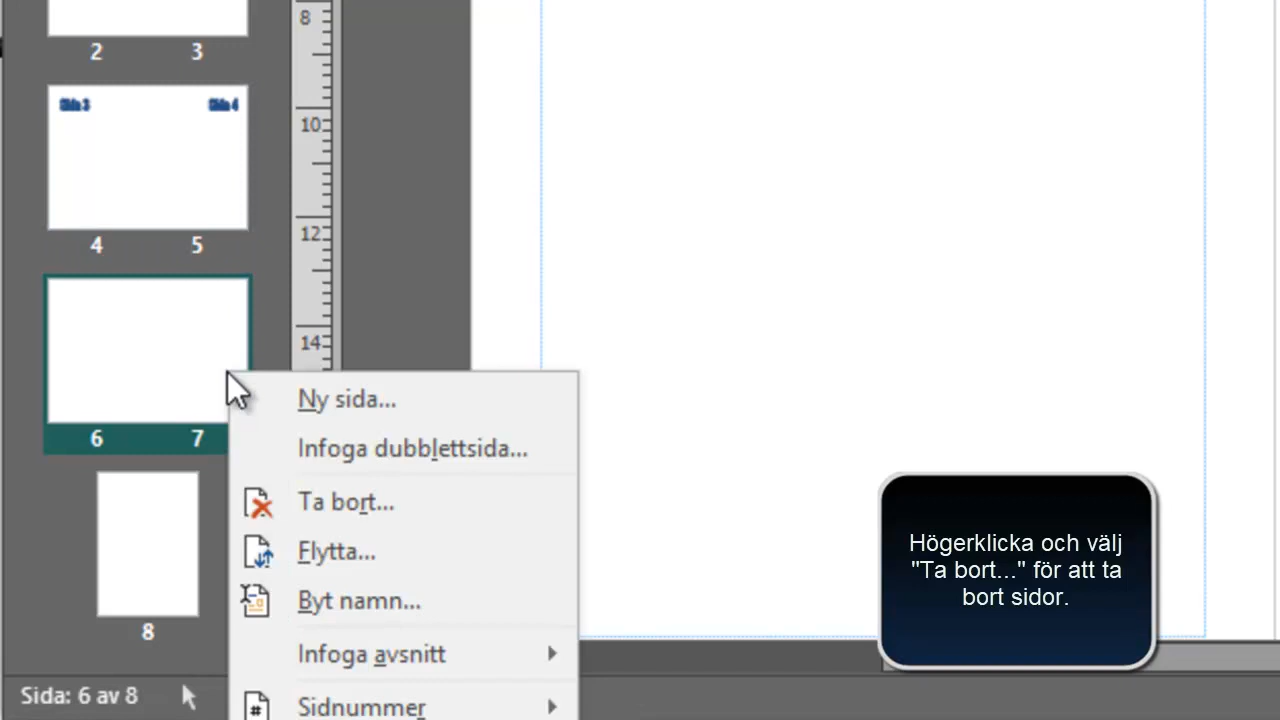 8
2 3
Sida 3 Sida 4
10
12
4 5
14
Ny sida...
6 7
Infoga dubblettsida...
Ta bort...
Flytta...
Byt namn...
8
Infoga avsnitt
Sida: 6 av 8
Sidnummer
Högerklicka och välj
"Ta bort..." för att ta
bort sidor.